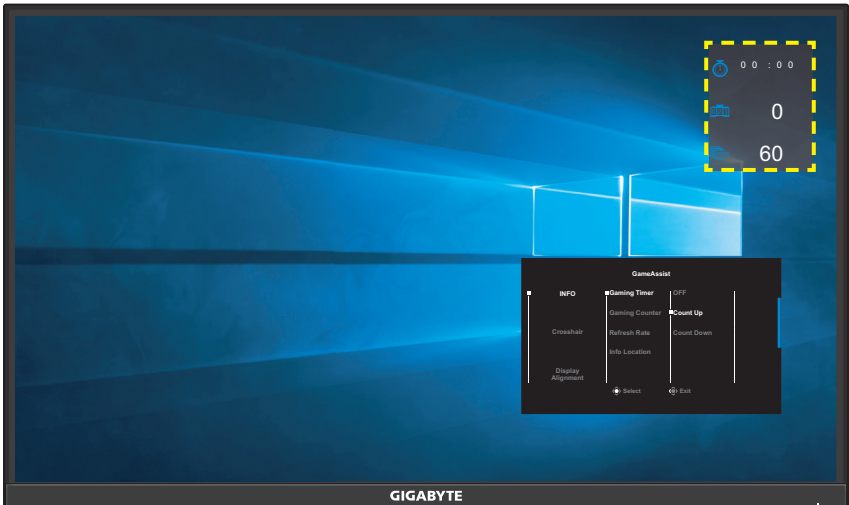 00 :00
0
60
GameAssist
INFO
Gaming Timer
OFF
Gaming Counter
Count Up
Crosshair
Refresh Rate
Count Down
Info Location
Display
Alignment
Select
Exit
GIGABYTE